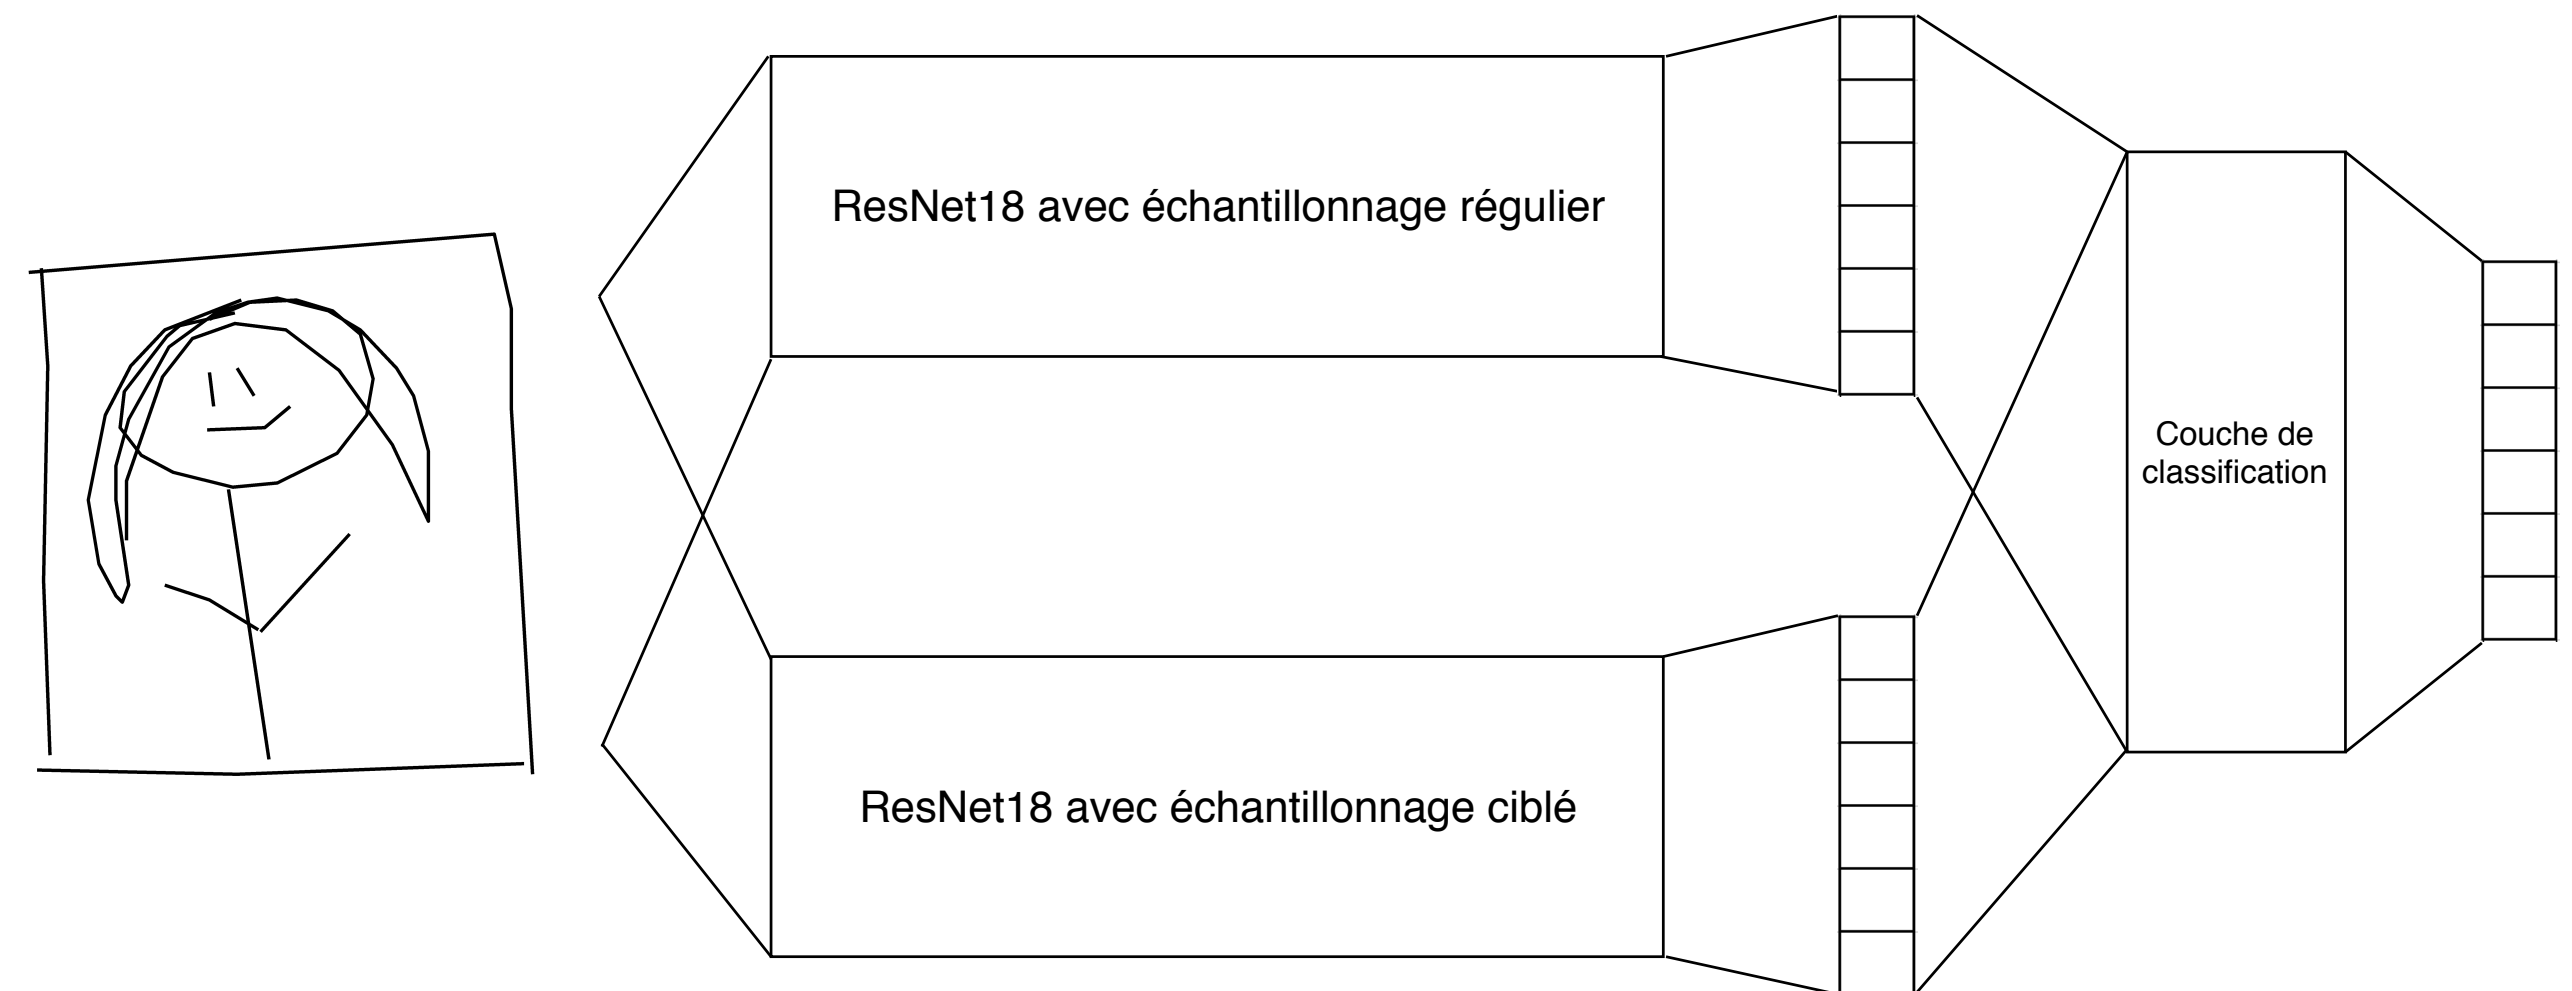 ResNet18 avec échantillonnage régulier
Couche de
classification
ResNet18 avec échantillonnage ciblé